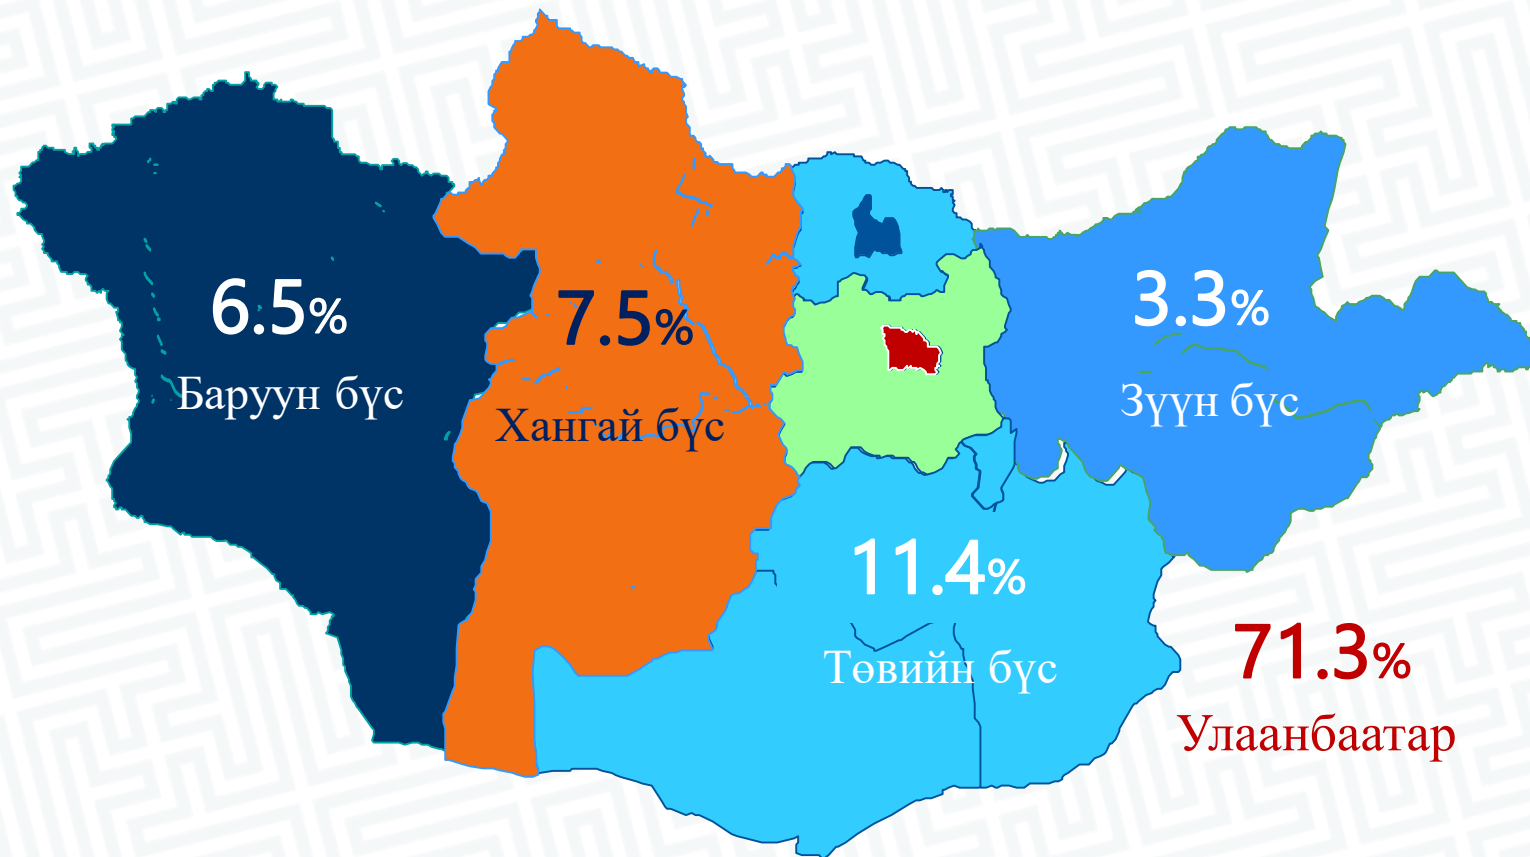 6.5%
Баруун бүс
7.5%
Хангай бүс
3.3%
Зүүн бүс
11.4%
Төвийн бүс
71.3%
Улаанбаатар